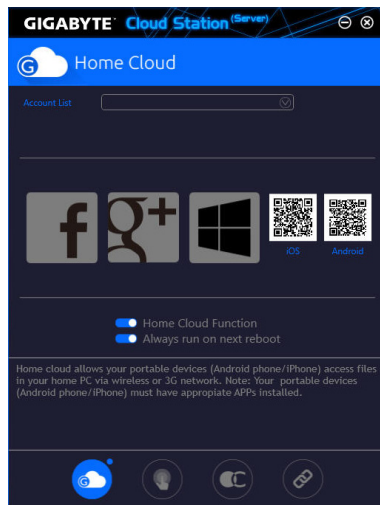 GIGABYTE™ Cloud Station (Server)
G Home Cloud
Account List
f g+
iOS Android
Home Cloud Function
Always run on next reboot
Home cloud allows your portable devices (Android phone/iPhone) access files
in your home PC via wireless or 3G network. Note: Your portable devices
(Android phone/iPhone) must have appropiate APPs installed.
G